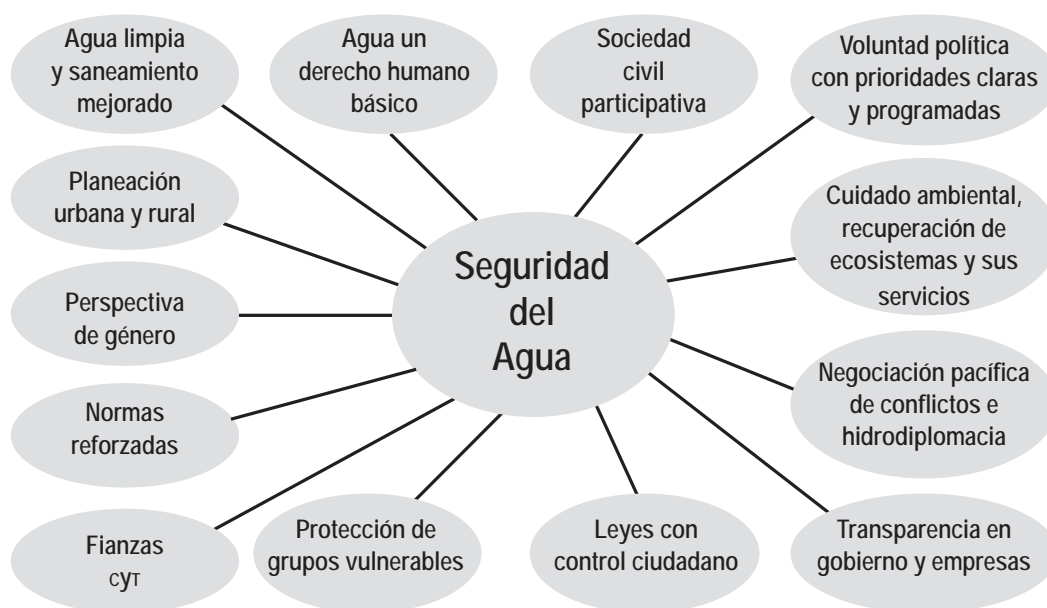 Agua limpia
y saneamiento
mejorado
Agua un
derecho humano
básico
Sociedad
civil
participativa
Voluntad política
con prioridades claras
y programadas
Planeación
urbana y rural
Cuidado ambiental,
recuperación de
ecosistemas y sus
servicios
Seguridad
del
Agua
Perspectiva
de género
Negociación pacífica
de conflictos e
hidrodiplomacia
Normas
reforzadas
Fianzas
CyT
Protección de
grupos vulnerables
Leyes con
control ciudadano
Transparencia en
gobierno y empresas